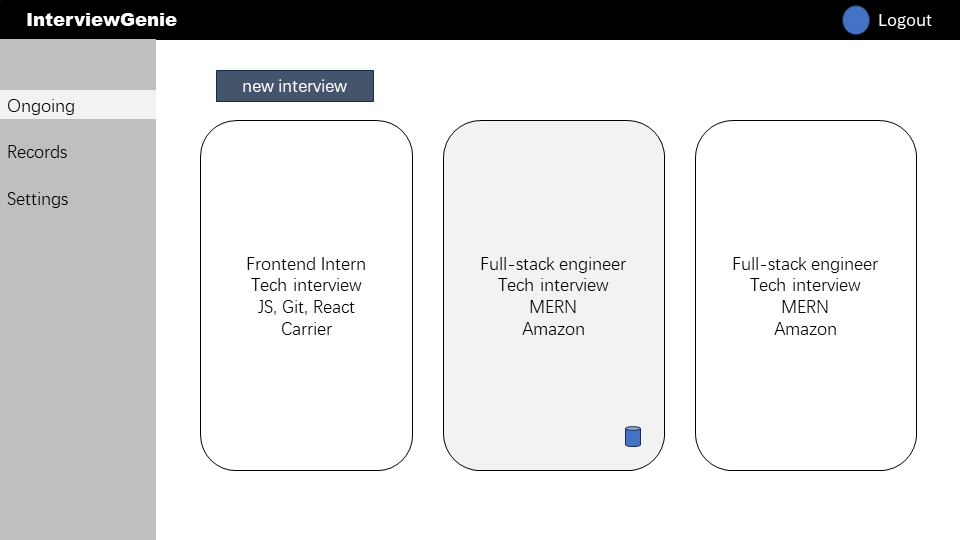 InterviewGenie
Logout
Ongoing
Records
Settings
new interview
Frontend Intern
Tech interview
JS, Git, React
Carrier
Full-stack engineer
Tech interview
MERN
Amazon
Full-stack engineer
Tech interview
MERN
Amazon